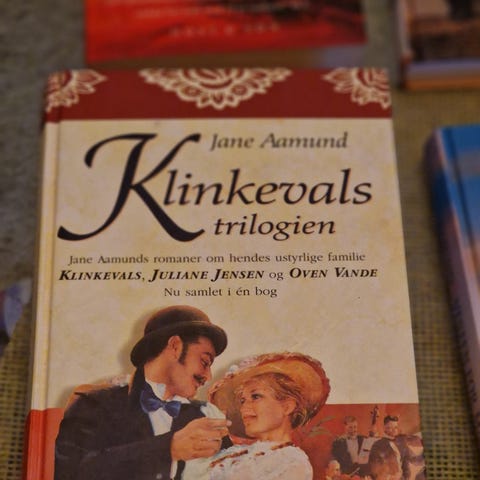 Jane Aamund
Klinkevals
trilogien
Jane Aamunds romaner om hendes ustyrlige familie
KLINKEVALS, JULIANE JENSEN og OVEN VANDE
Nu samlet i én bog